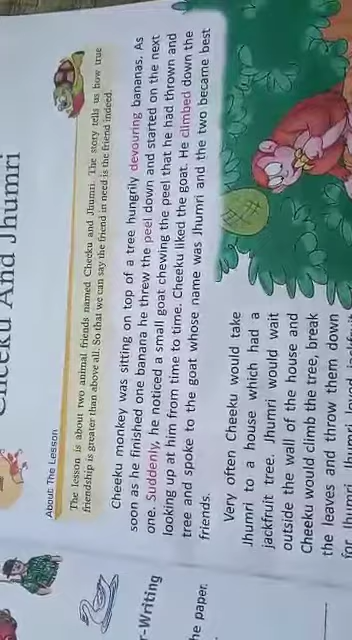 Cheeku And Jhumri
About The Lesson
The lesson is about two animal friends named Cheeku and Jhumri. The story tells us how true
friendship is greater than above all. So that we can say the friend in need is the friend indeed.
Cheeku monkey was sitting on top of a tree hungrily devouring bananas. As
soon as he finished one banana he threw the peel down and started on the next
one. Suddenly, he noticed a small goat chewing the peel that he had thrown and
looking up at him from time to time. Cheeku liked the goat. He climbed down the
tree and spoke to the goat whose name was Jhumri and the two became best
friends.
Very often Cheeku would take
Jhumri to a house which had a
jackfruit tree. Jhumri would wait
outside the wall of the house and
Cheeku would climb the tree, break
the leaves and throw them down
for Jhumri. Jhumri loved jackfruit
r-Writing
he paper.